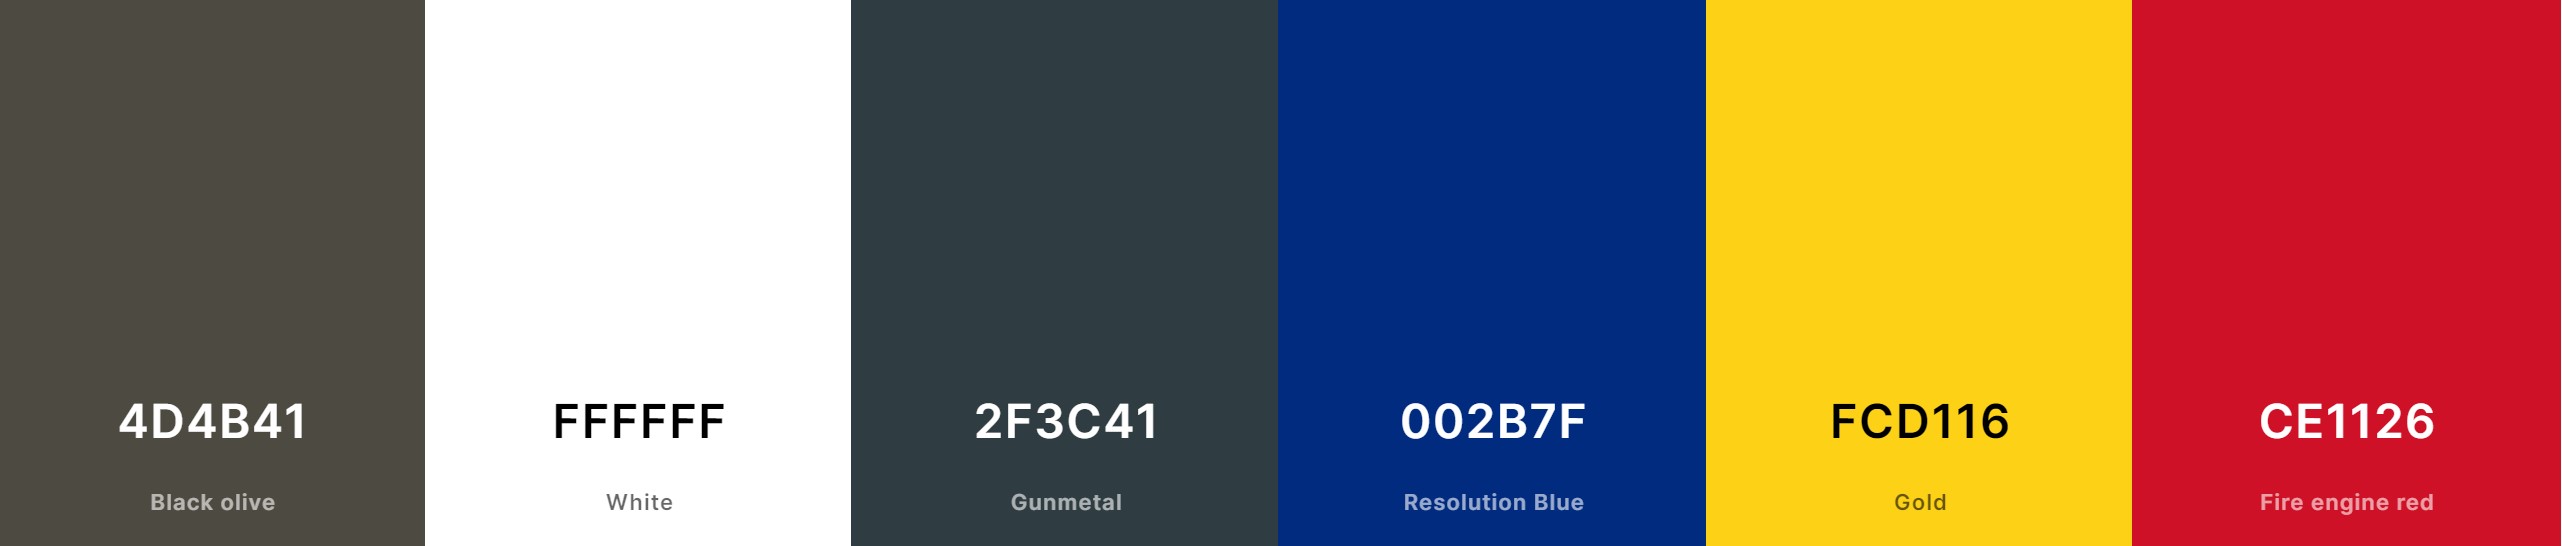 4D4B41
Black olive
FFFFFF
White
2F3C41
Gunmetal
002B7F
Resolution Blue
FCD116
Gold
CE1126
Fire engine red